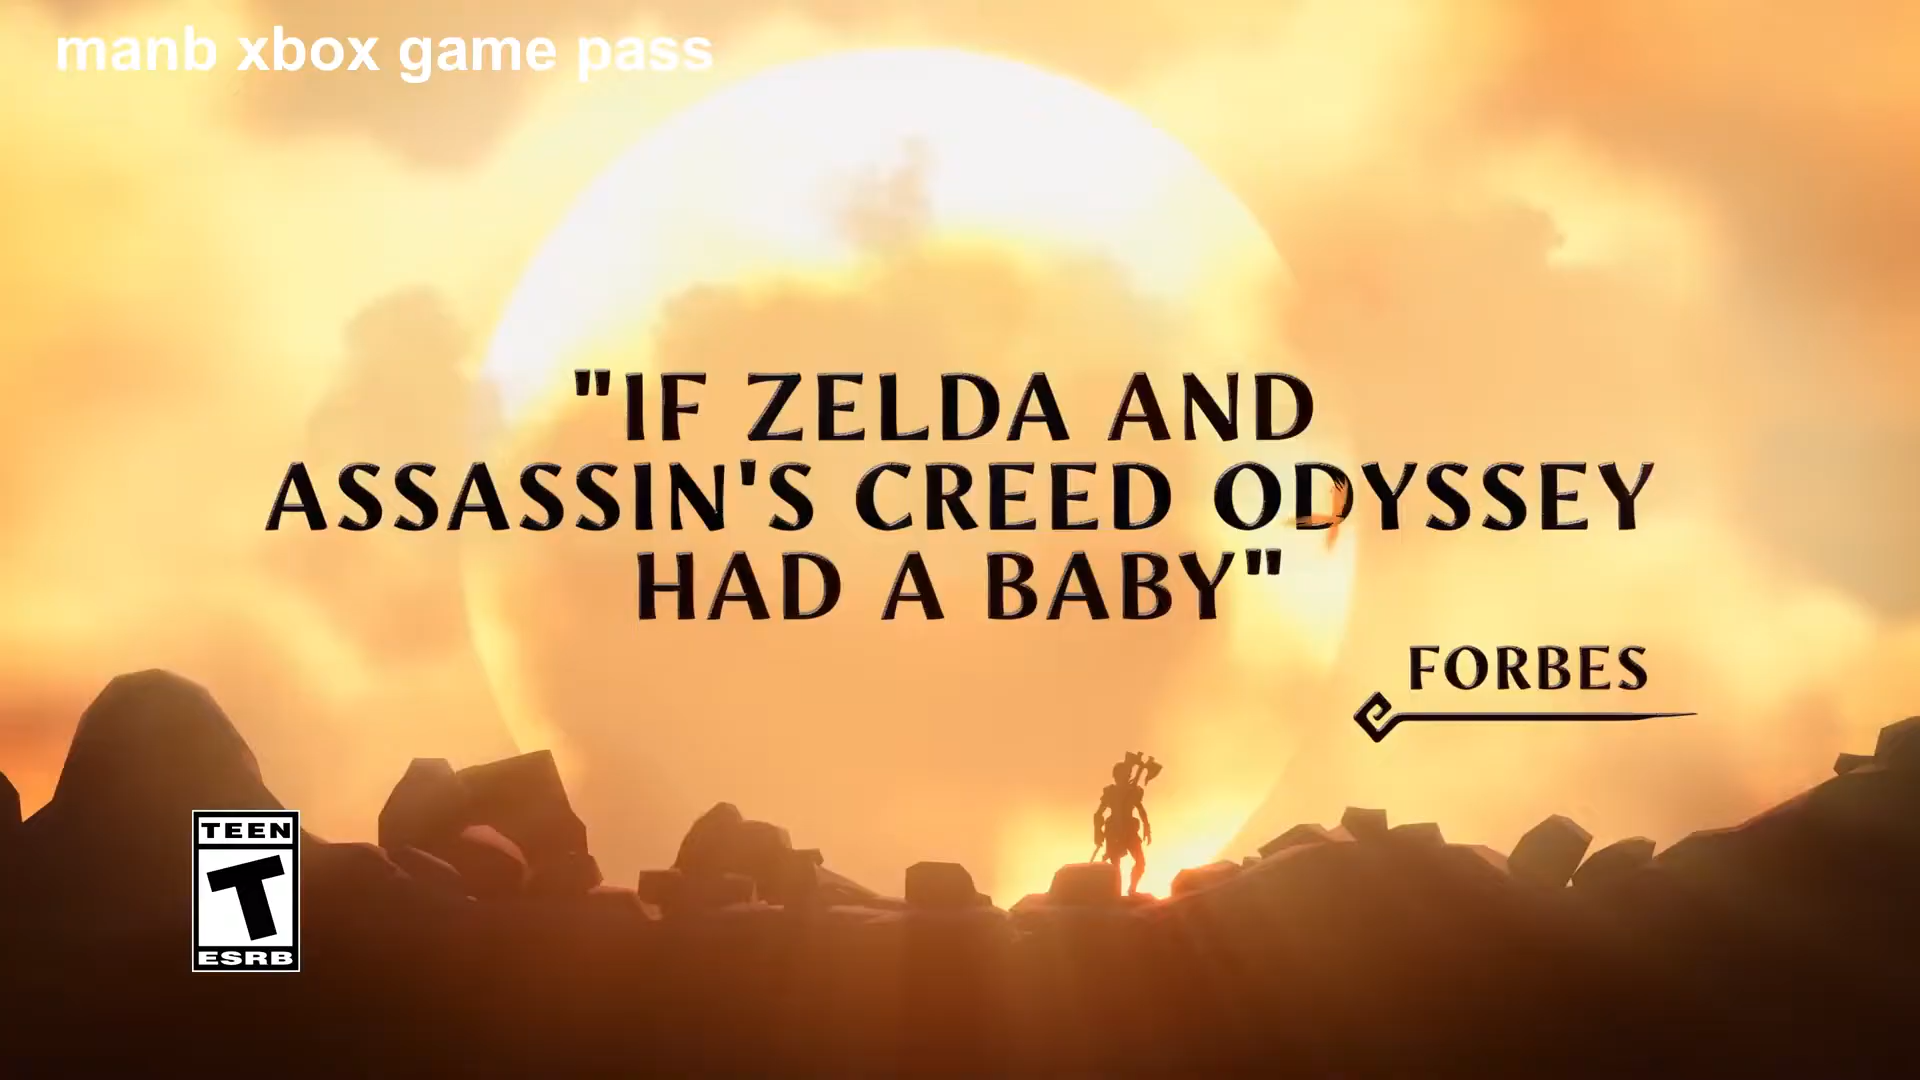 manb xbox game pass
"IF ZELDA AND
ASSASSIN'S CREED ODYSSEY
HAD A BABY"
FORBES
TEEN
T
ESRB